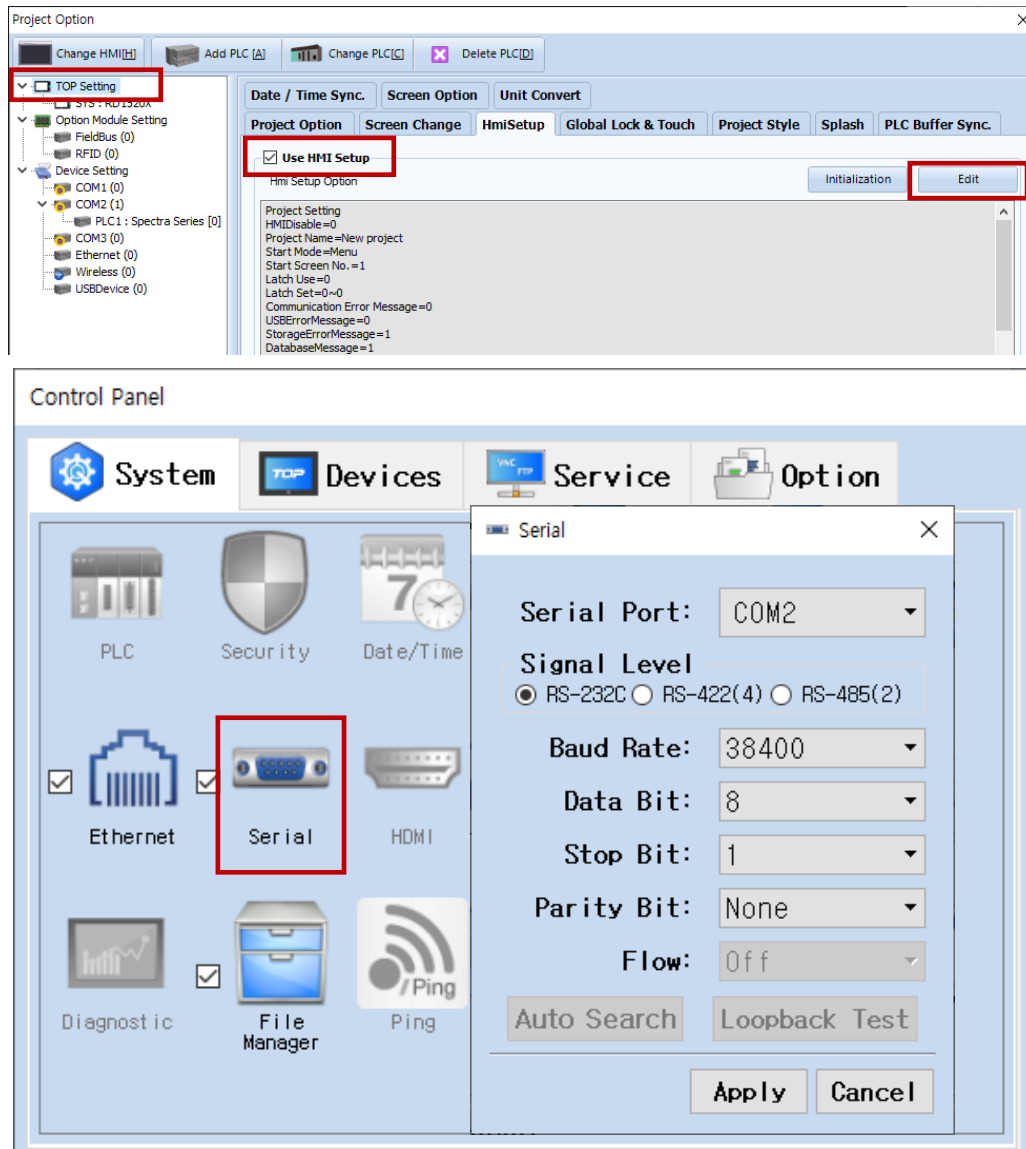 Project Option
Change HMI[H] Add PLC [A] Change PLC[C] Delete PLC[D]
TOP Setting
SYS : RD1520X
Option Module Setting
FieldBus (0)
RFID (0)
Device Setting
COM1 (0)
COM2 (1)
PLC1 : Spectra Series [0]
COM3 (0)
Ethernet (0)
Wireless (0)
USBDevice (0)
Date / Time Sync. Screen Option Unit Convert
Project Option Screen Change HmiSetup Global Lock & Touch Project Style Splash PLC Buffer Sync.
Use HMI Setup
Hmi Setup Option Initialization Edit
Project Setting
HMIDisable=0
Project Name=New project
Start Mode=Menu
Start Screen No.=1
Latch Use=0
Latch Set=0~0
Communication Error Message=0
USBErrorMessage=0
StorageErrorMessage=1
DatabaseMessage=1
Control Panel
System TOP Devices VNC FTP Service Option
PLC Security 7 Date/Time
Ethernet Serial HDMI
Diagnostic File Manager /Ping Ping
Serial
Serial Port: COM2
Signal Level
RS-232C RS-422(4) RS-485(2)
Baud Rate: 38400
Data Bit: 8
Stop Bit: 1
Parity Bit: None
Flow: Off
Auto Search Loopback Test
Apply Cancel